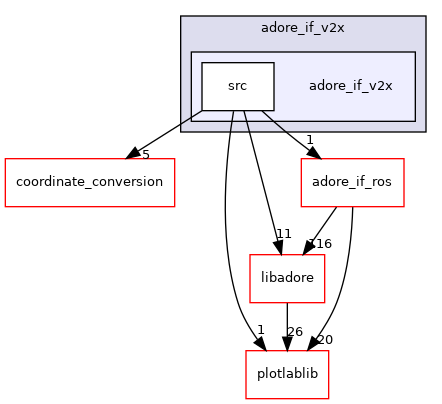 adore_if_v2x
src
adore_if_v2x
5
1
coordinate_conversion
adore_if_ros
11
116
libadore
1
26
20
plotlablib